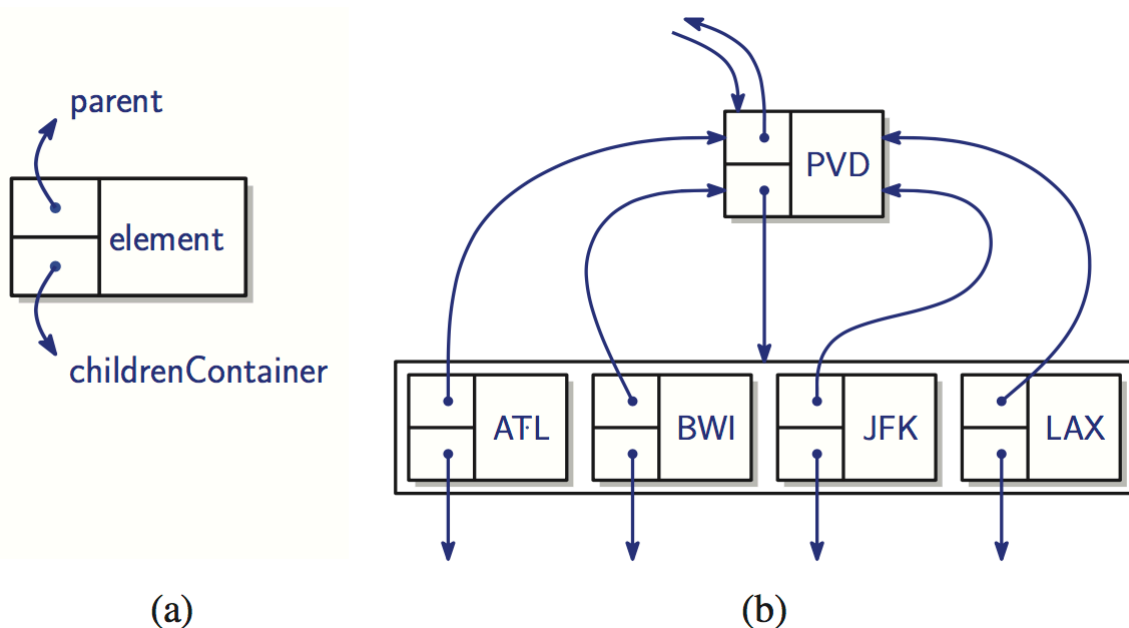 parent
element
childrenContainer
(a)
PVD
ATL
BWI
JFK
LAX
(b)